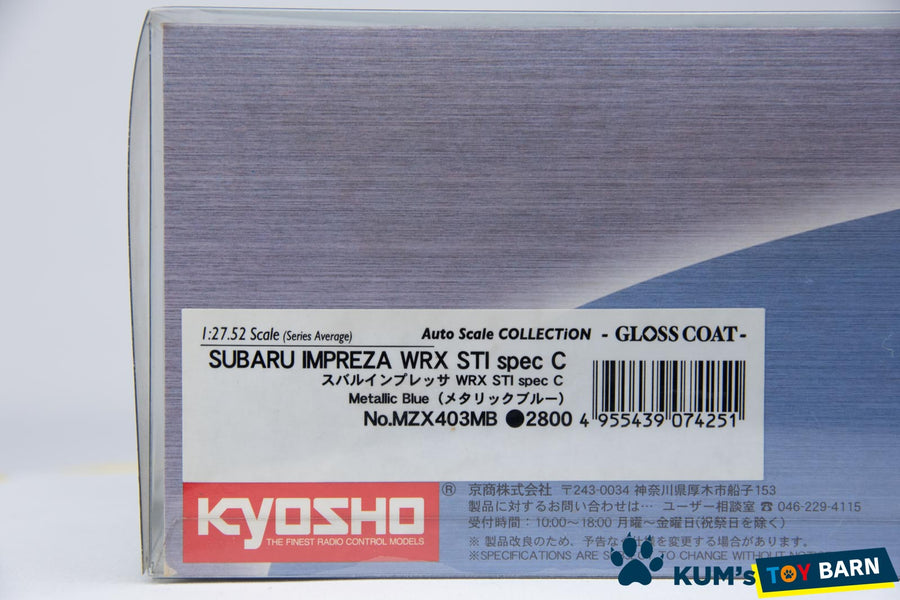 1:27.52 Scale (Series Average)
Auto Scale COLLECTiON - GLOSS COAT -
SUBARU IMPREZA WRX STI spec C
スバルインプレッサ WRX STI spec C
Metallic Blue（メタリックブルー）
No.MZX403MB ●2800
4 955439 074251
KYOSHO
THE FINEST RADIO CONTROL MODELS
® 京商株式会社 〒243-0034 神奈川県厚木市船子153
製品に対するお問い合わせは… ユーザー相談室 ☎ 046-229-4115
受付時間：10:00〜18:00 月曜〜金曜日(祝祭日を除く)
※ 製品改良のため、予告な 仕様を変更する場合があります。
※SPECIFICATIONS ARE TO CHANGE WITHOUT
KUM's TOY BARN